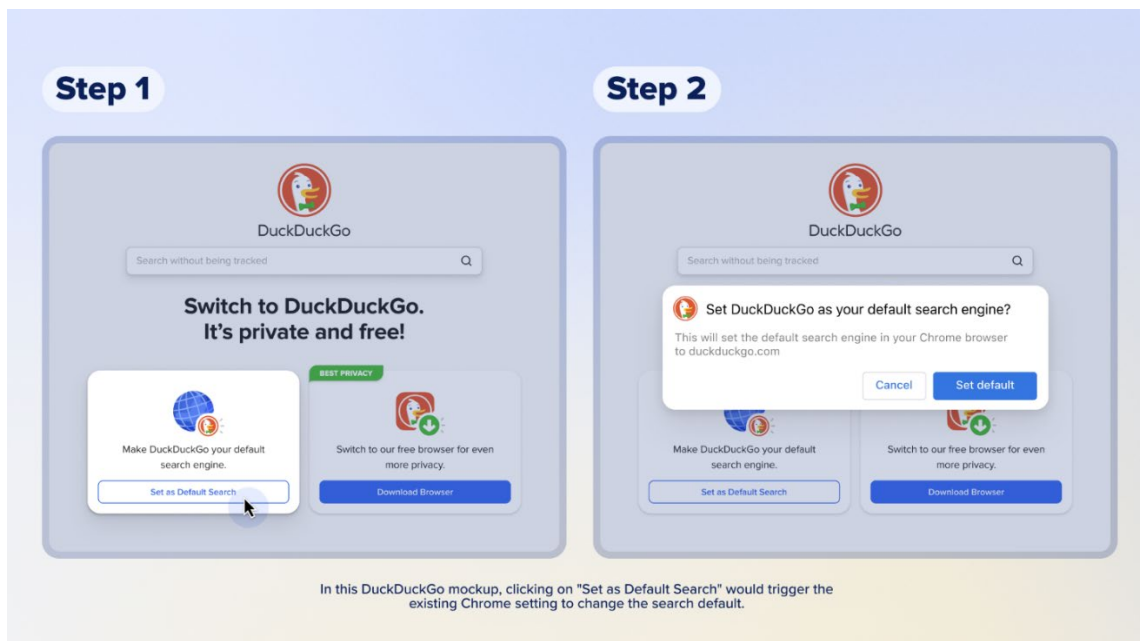 Step 1
DuckDuckGo
Search without being tracked
Switch to DuckDuckGo.
It's private and free!
Make DuckDuckGo your default
search engine.
Set as Default Search
BEST PRIVACY
Switch to our free browser for even
more privacy.
Download Browser
Step 2
DuckDuckGo
Search without being tracked
Set DuckDuckGo as your default search engine?
This will set the default search engine in your Chrome browser
to duckduckgo.com
Cancel
Set default
Make DuckDuckGo your default
search engine.
Set as Default Search
Switch to our free browser for even
more privacy.
Download Browser
In this DuckDuckGo mockup, clicking on "Set as Default Search" would trigger the
existing Chrome setting to change the search default.